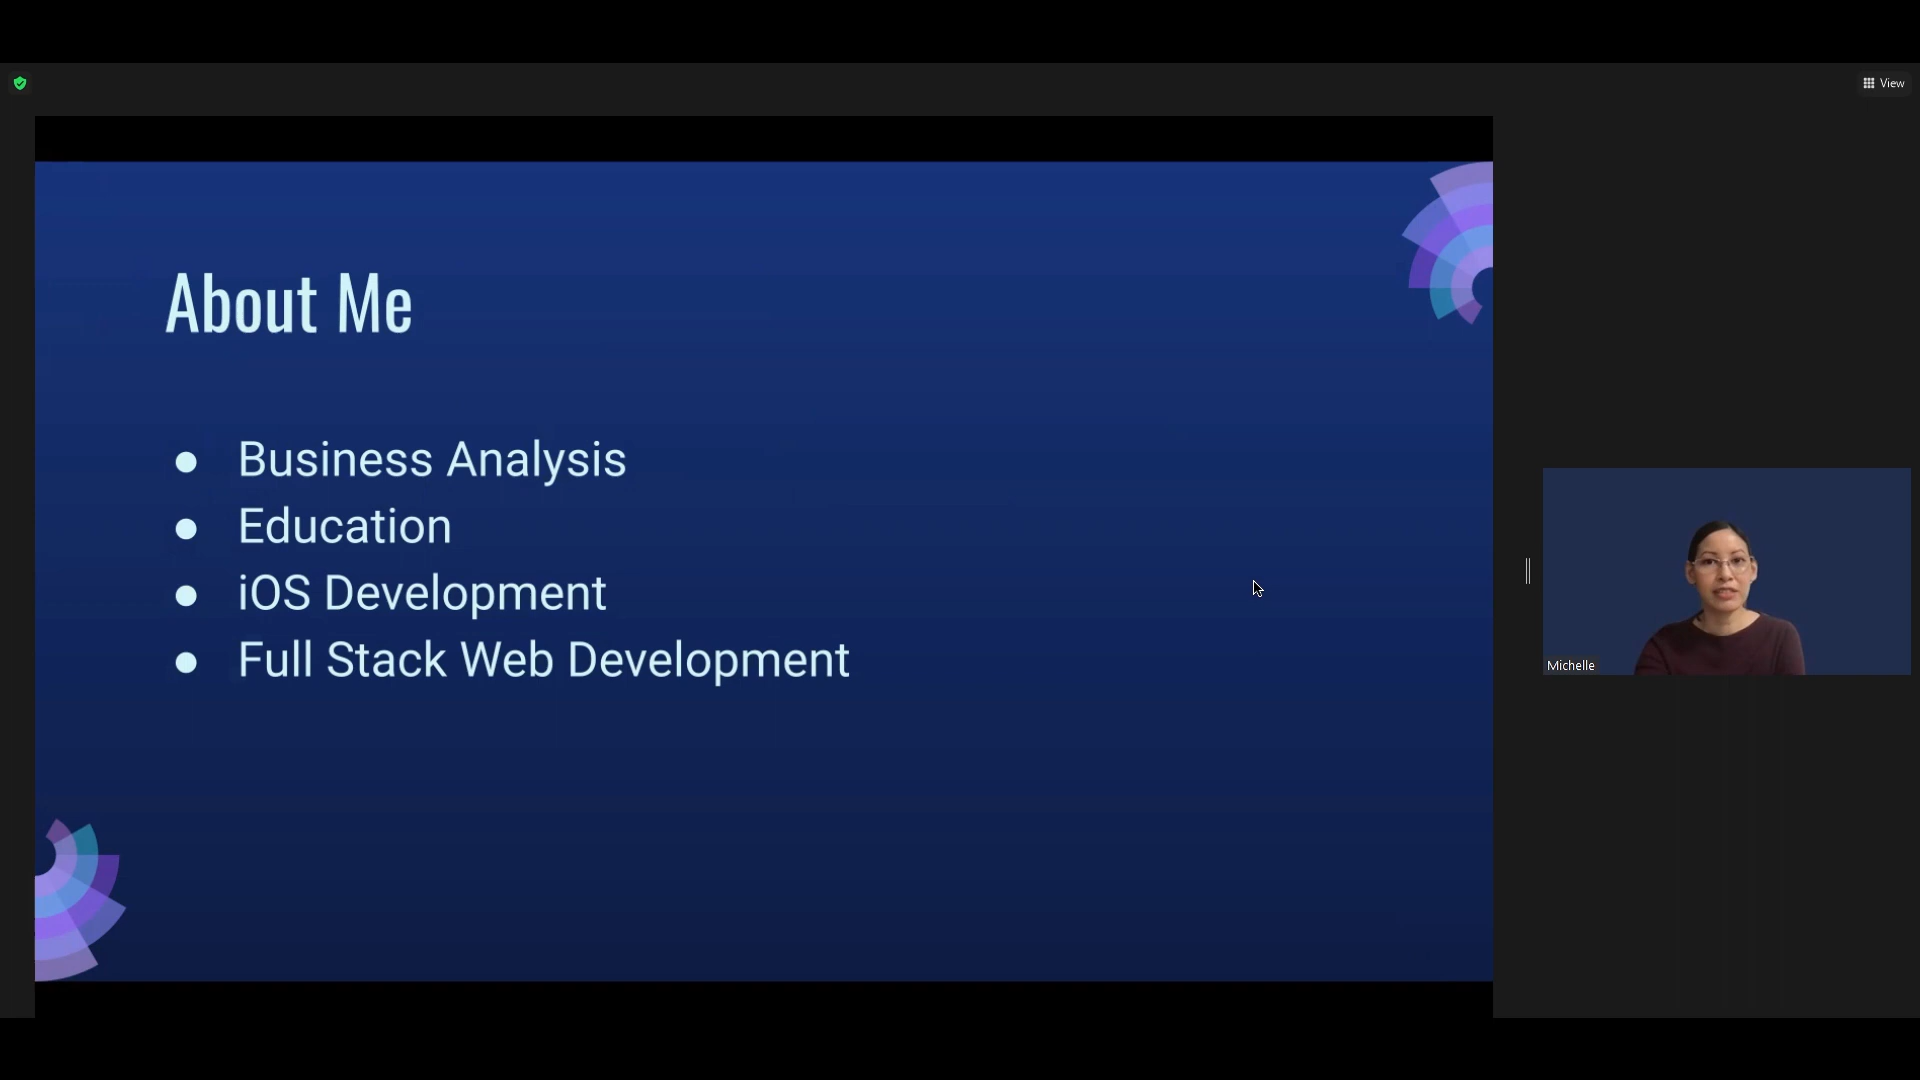 View
About Me
Business Analysis
Education
iOS Development
Full Stack Web Development
Michelle